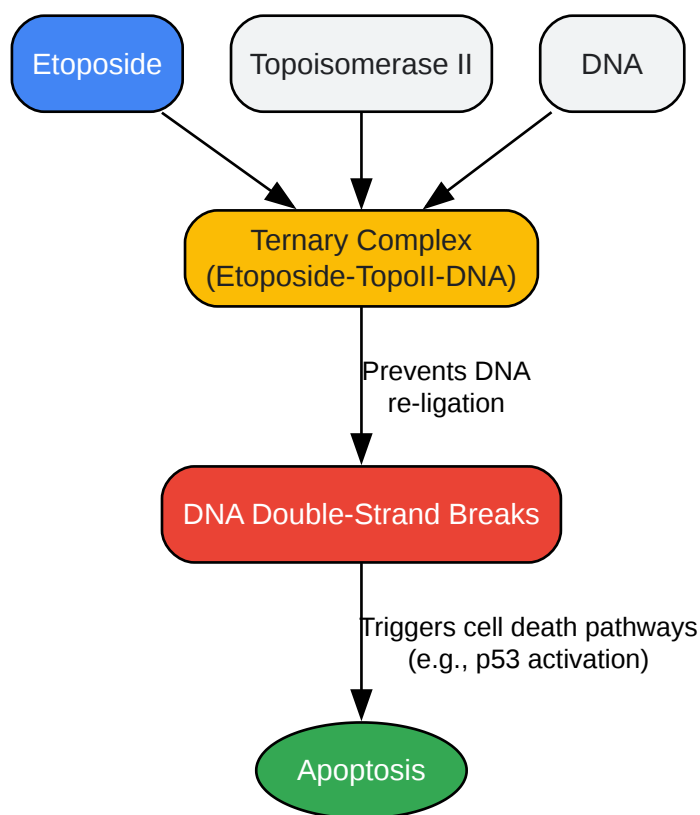 Etoposide
Topoisomerase II
DNA
Ternary Complex
(Etoposide-TopoII-DNA)
Prevents DNA
re-ligation
DNA Double-Strand Breaks
Triggers cell death pathways
(e.g., p53 activation)
Apoptosis